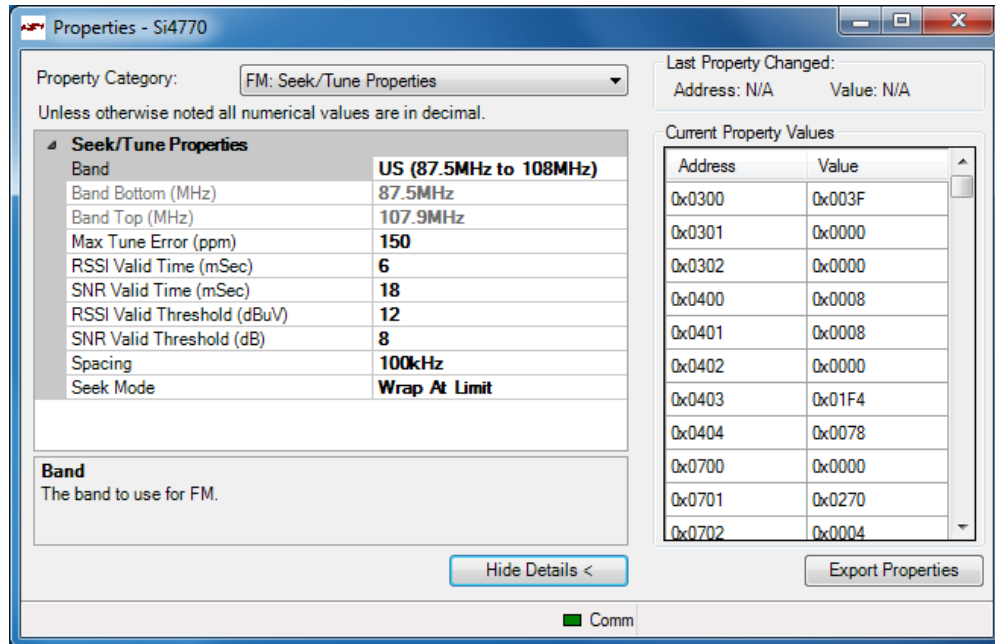 Properties - Si4770
Property Category: FM: Seek/Tune Properties
Unless otherwise noted all numerical values are in decimal.
Seek/Tune Properties
Band US (87.5MHz to 108MHz)
Band Bottom (MHz) 87.5MHz
Band Top (MHz) 107.9MHz
Max Tune Error (ppm) 150
RSSI Valid Time (mSec) 6
SNR Valid Time (mSec) 18
RSSI Valid Threshold (dBuV) 12
SNR Valid Threshold (dB) 8
Spacing 100kHz
Seek Mode Wrap At Limit
Band
The band to use for FM.
Hide Details <
Last Property Changed:
Address: N/A Value: N/A
Current Property Values
Address Value
0x0300 0x003F
0x0301 0x0000
0x0302 0x0000
0x0400 0x0008
0x0401 0x0008
0x0402 0x0000
0x0403 0x01F4
0x0404 0x0078
0x0700 0x0000
0x0701 0x0270
0x0702 0x0004
Export Properties
Comm